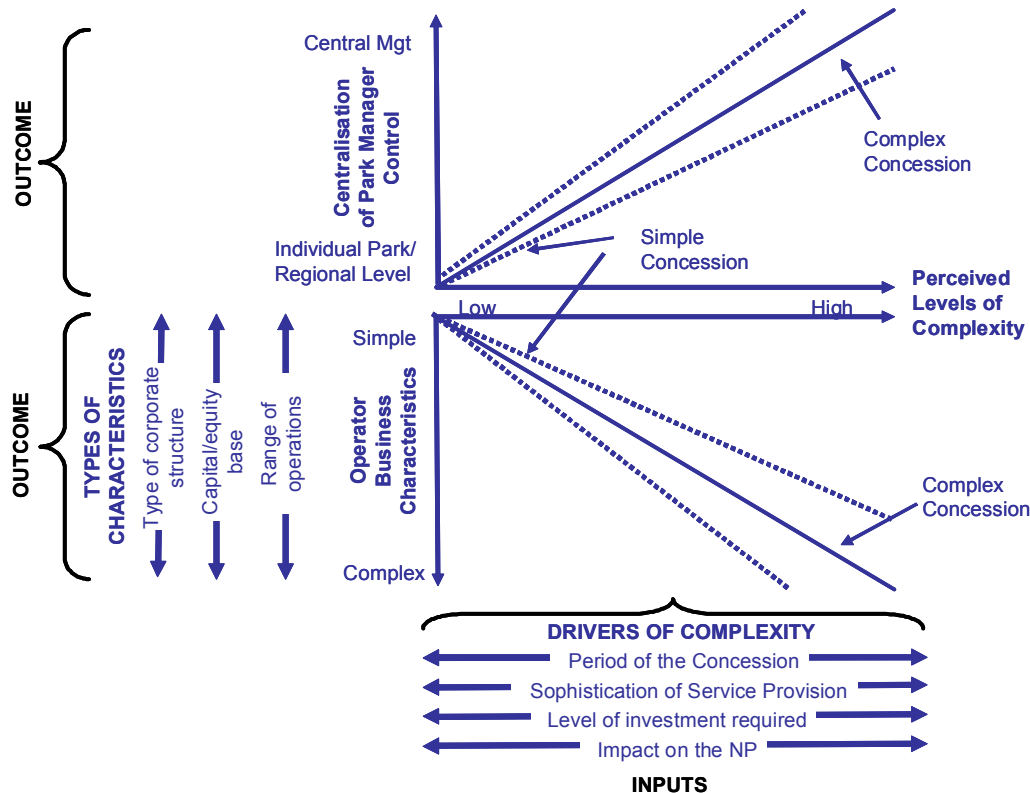 OUTCOME
Central Mgt
Centralisation
of Park Manager
Control
Individual Park/
Regional Level
Complex
Concession
Simple
Concession
Perceived
Levels of
Complexity
Low
High
OUTCOME
TYPES OF
CHARACTERISTICS
Type of corporate
structure
Capital/equity
base
Range of
operations
Simple
Operator
Business
Characteristics
Complex
Complex
Concession
DRIVERS OF COMPLEXITY
Period of the Concession
Sophistication of Service Provision
Level of investment required
Impact on the NP
INPUTS